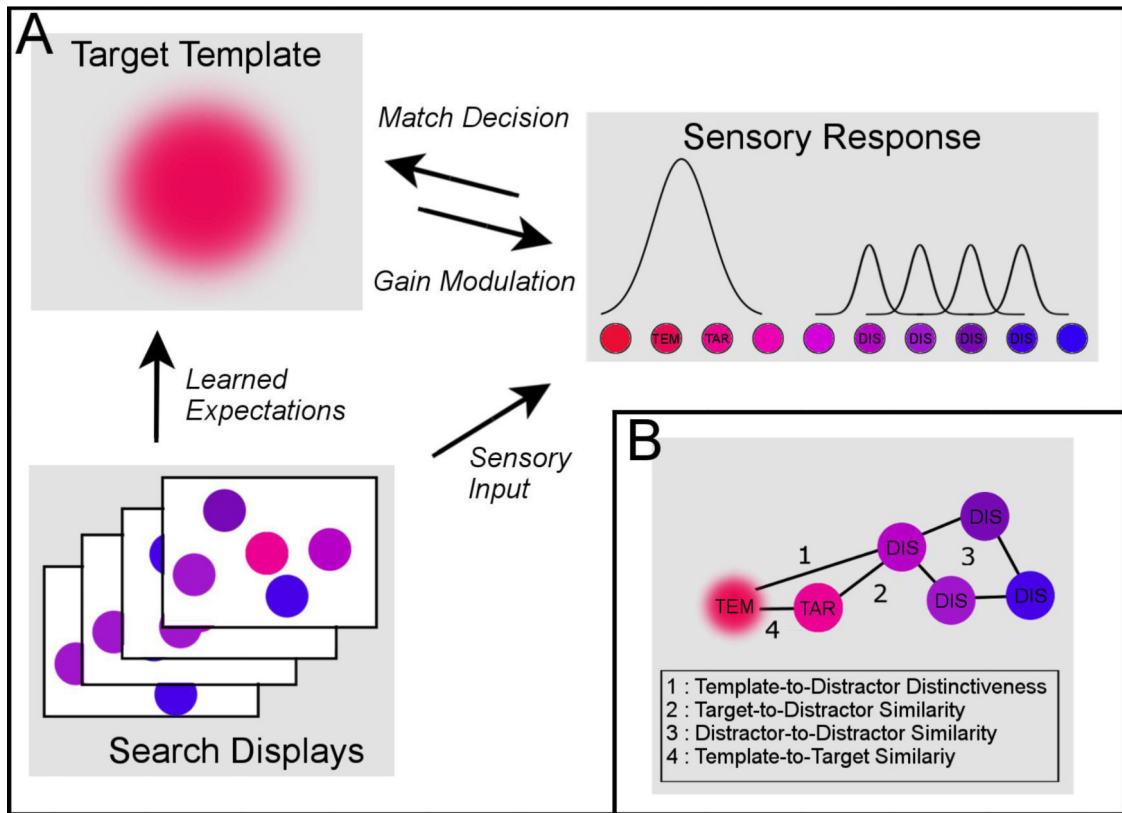 A
Target Template
Match Decision
Gain Modulation
Sensory Response
TEM TAR DIS DIS DIS DIS
Learned
Expectations
Sensory
Input
Search Displays
B
1
2
3
4
TEM
TAR
DIS
DIS
DIS
DIS
1 : Template-to-Distractor Distinctiveness
2 : Target-to-Distractor Similarity
3 : Distractor-to-Distractor Similarity
4 : Template-to-Target Similariy